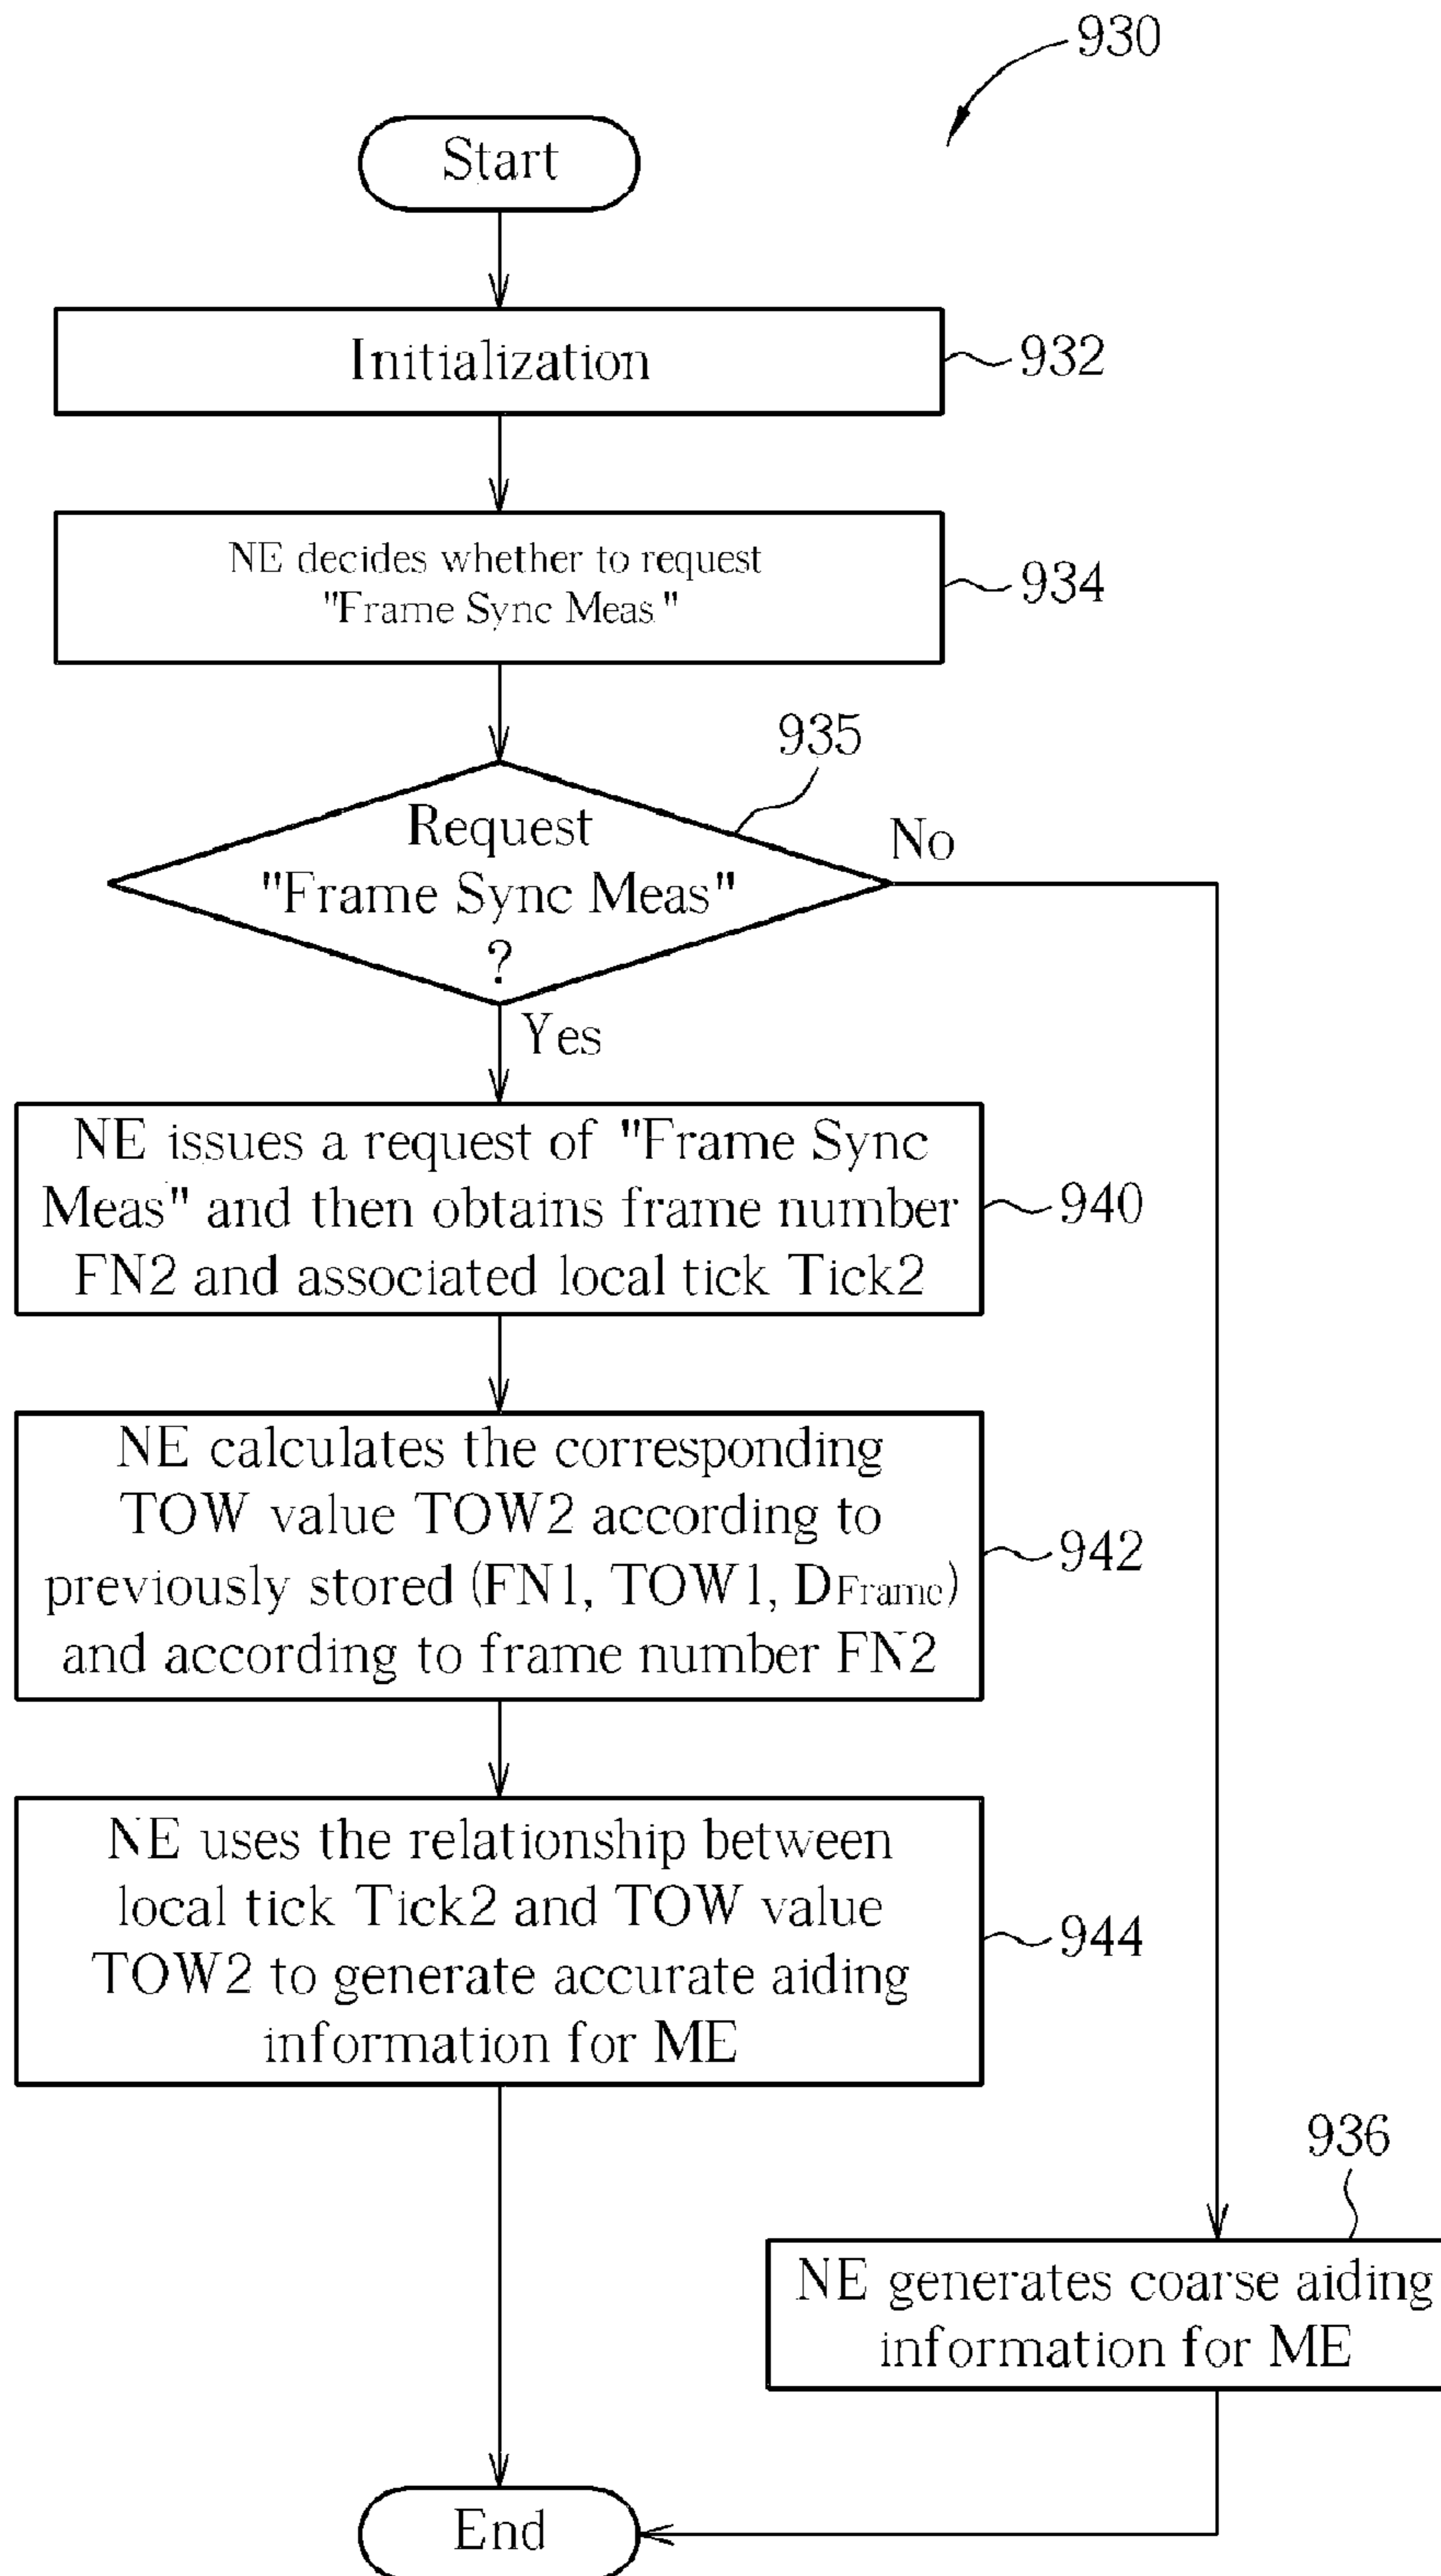 930
Start
Initialization
932
NE decides whether to request
"Frame Sync Meas"
934
935
Request
"Frame Sync Meas"
?
No
Yes
NE issues a request of "Frame Sync
Meas" and then obtains frame number
FN2 and associated local tick Tick2
940
NE calculates the corresponding
TOW value TOW2 according to
previously stored (FN1, TOW1, DFrame)
and according to frame number FN2
942
NE uses the relationship between
local tick Tick2 and TOW value
TOW2 to generate accurate aiding
information for ME
944
936
NE generates coarse aiding
information for ME
End